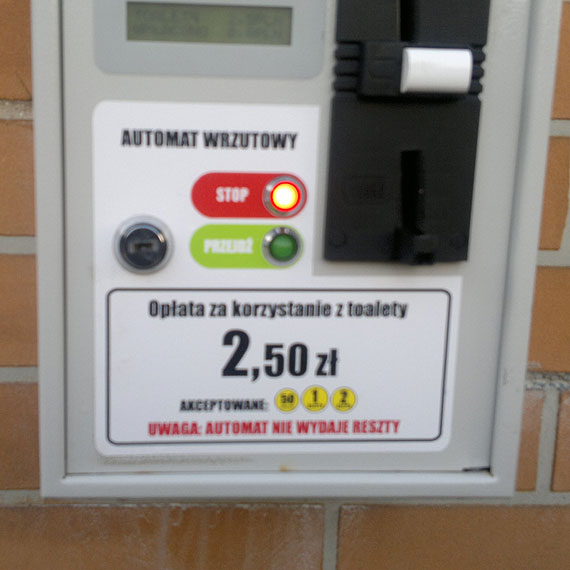 AUTOMAT WRZUTOWY
STOP
PRZEJDŹ
Opłata za korzystanie z toalety
2,50 zł
AKCEPTOWANE: 50 1 2
UWAGA: AUTOMAT NIE WYDAJE RESZTY